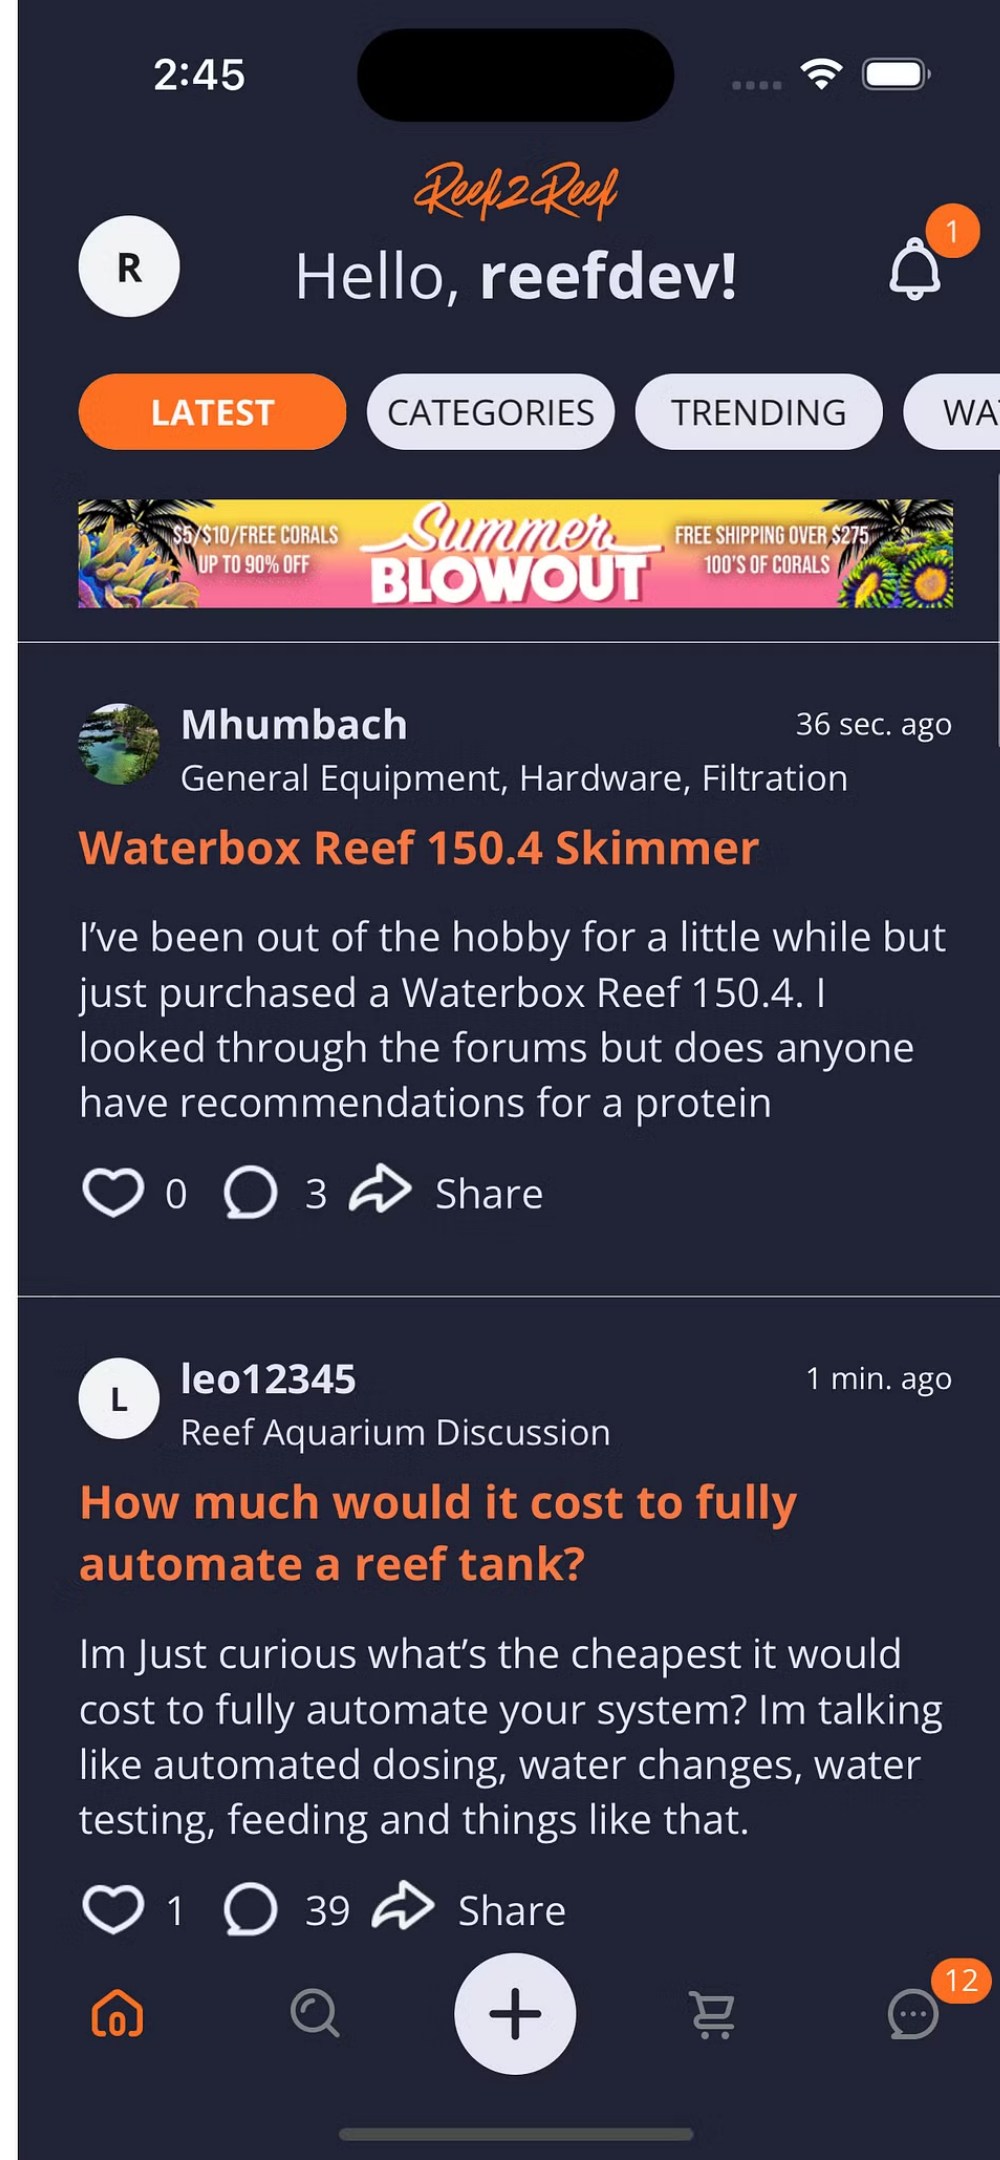 2:45
Reef2Reef
R
Hello, reefdev!
1
LATEST
CATEGORIES
TRENDING
WA
$5/$10/FREE CORALS
UP TO 90% OFF
Summer
BLOWOUT
FREE SHIPPING OVER $275
100'S OF CORALS
Mhumbach
36 sec. ago
General Equipment, Hardware, Filtration
Waterbox Reef 150.4 Skimmer
I’ve been out of the hobby for a little while but
just purchased a Waterbox Reef 150.4. I
looked through the forums but does anyone
have recommendations for a protein
0 3 Share
L
leo12345
1 min. ago
Reef Aquarium Discussion
How much would it cost to fully
automate a reef tank?
Im Just curious what’s the cheapest it would
cost to fully automate your system? Im talking
like automated dosing, water changes, water
testing, feeding and things like that.
1 39 Share
12